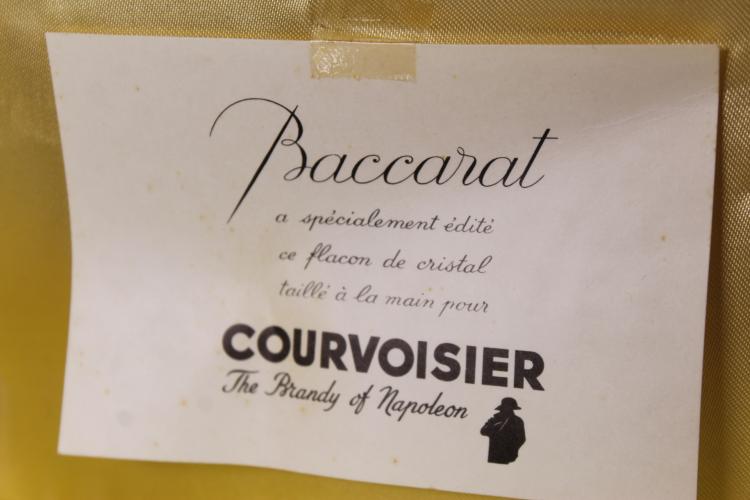 Baccarat
a spécialement édité
ce flacon de cristal
taillé à la main pour
COURVOISIER
The Brandy of Napoleon